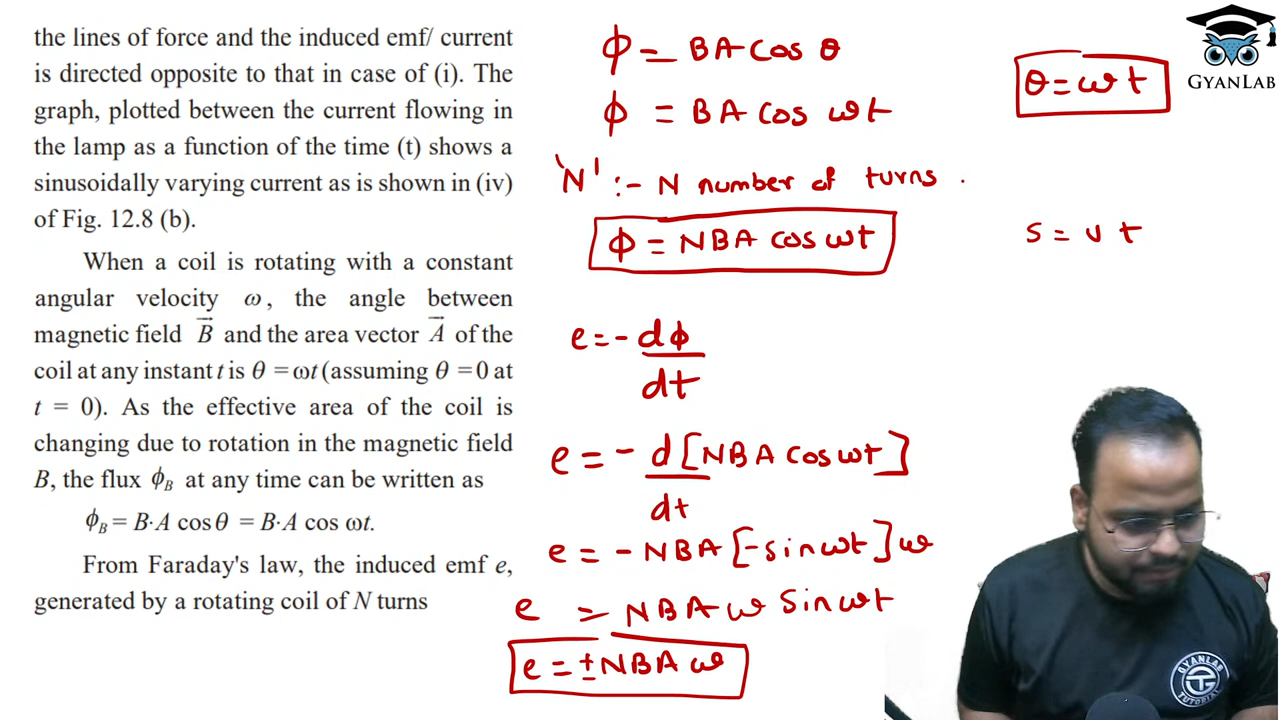 the lines of force and the induced emf/ current
is directed opposite to that in case of (i). The
graph, plotted between the current flowing in
the lamp as a function of the time (t) shows a
sinusoidally varying current as is shown in (iv)
of Fig. 12.8 (b).
When a coil is rotating with a constant
angular velocity ω, the angle between
magnetic field B⃗ and the area vector A⃗ of the
coil at any instant t is θ = ωt (assuming θ = 0 at
t = 0). As the effective area of the coil is
changing due to rotation in the magnetic field
B, the flux ϕB at any time can be written as
ϕB = B·A cosθ = B·A cos ωt.
From Faraday's law, the induced emf e,
generated by a rotating coil of N turns
ϕ = BA cos θ
ϕ = BA cos ωt
'N' :- N number of turns .
ϕ = NBA cos ωt
e = - dϕ/dt
e = - d/dt [NBA cos ωt]
e = - NBA [-sin ωt] ω
e = NBA ω sin ωt
e = ± NBA ω
θ = ωt
s = v t
GYANLAB
GYANLAB
TUTORIAL